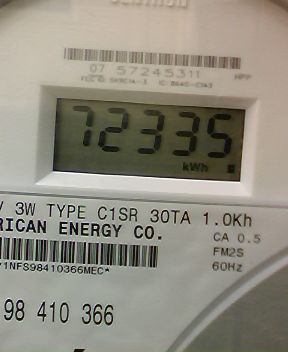 07 57245311
72335
kWh
V 3W TYPE C1SR 30TA 1.0Kh
RICAN ENERGY CO.
CA 0.5
FM2S
60Hz
Y1NFS98410366MEC*
98 410 366